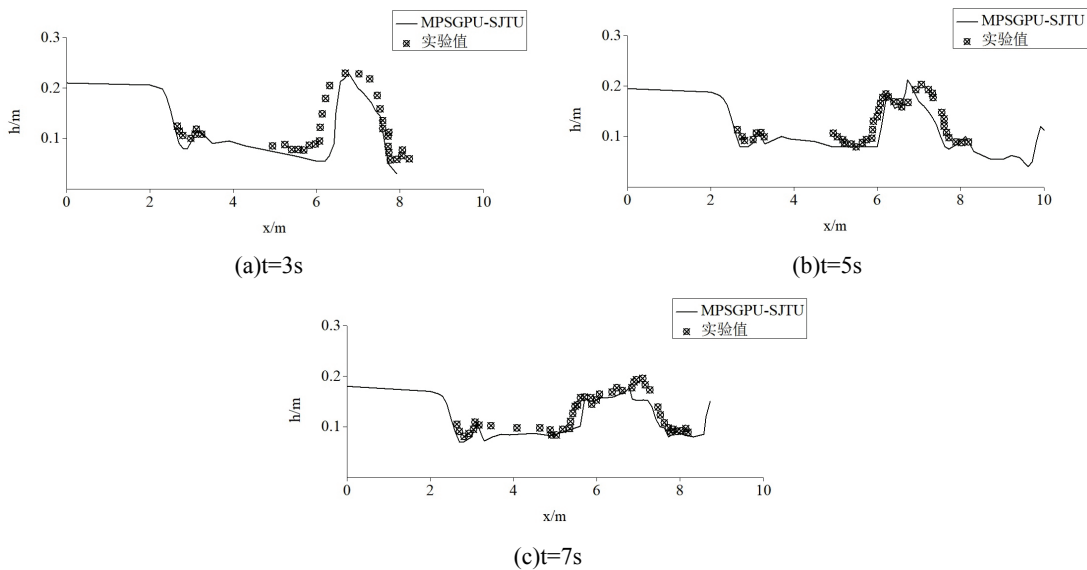 MPSGPU-SJTU
实验值
0.3
0.2
0.1
h/m
0 2 4 6 8 10
x/m
(a)t=3s
MPSGPU-SJTU
实验值
0.3
0.2
0.1
h/m
0 2 4 6 8 10
x/m
(b)t=5s
MPSGPU-SJTU
实验值
0.3
0.2
0.1
h/m
0 2 4 6 8 10
x/m
(c)t=7s